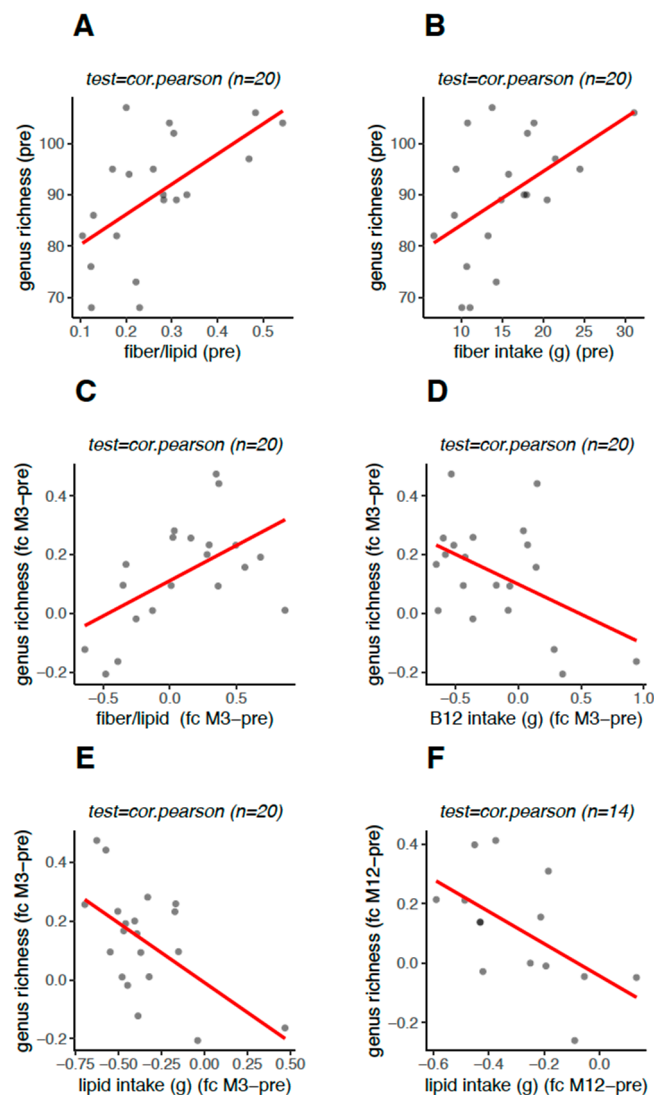 A
test=cor.pearson (n=20)
genus richness (pre)
100
90
80
70
0.1 0.2 0.3 0.4 0.5
fiber/lipid (pre)
B
test=cor.pearson (n=20)
genus richness (pre)
100
90
80
70
10 15 20 25 30
fiber intake (g) (pre)
C
test=cor.pearson (n=20)
genus richness (fc M3−pre)
0.4
0.2
0.0
−0.2
−0.5 0.0 0.5
fiber/lipid (fc M3−pre)
D
test=cor.pearson (n=20)
genus richness (fc M3−pre)
0.4
0.2
0.0
−0.2
−0.5 0.0 0.5 1.0
B12 intake (g) (fc M3−pre)
E
test=cor.pearson (n=20)
genus richness (fc M3−pre)
0.4
0.2
0.0
−0.2
−0.75 −0.50 −0.25 0.00 0.25 0.50
lipid intake (g) (fc M3−pre)
F
test=cor.pearson (n=14)
genus richness (fc M12−pre)
0.4
0.2
0.0
−0.2
−0.6 −0.4 −0.2 0.0
lipid intake (g) (fc M12−pre)